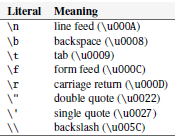 Literal Meaning
\n line feed (\u000A)
\b backspace (\u0008)
\t tab (\u0009)
\f form feed (\u000C)
\r carriage return (\u000D)
\" double quote (\u0022)
\' single quote (\u0027)
\\ backslash (\u005C)